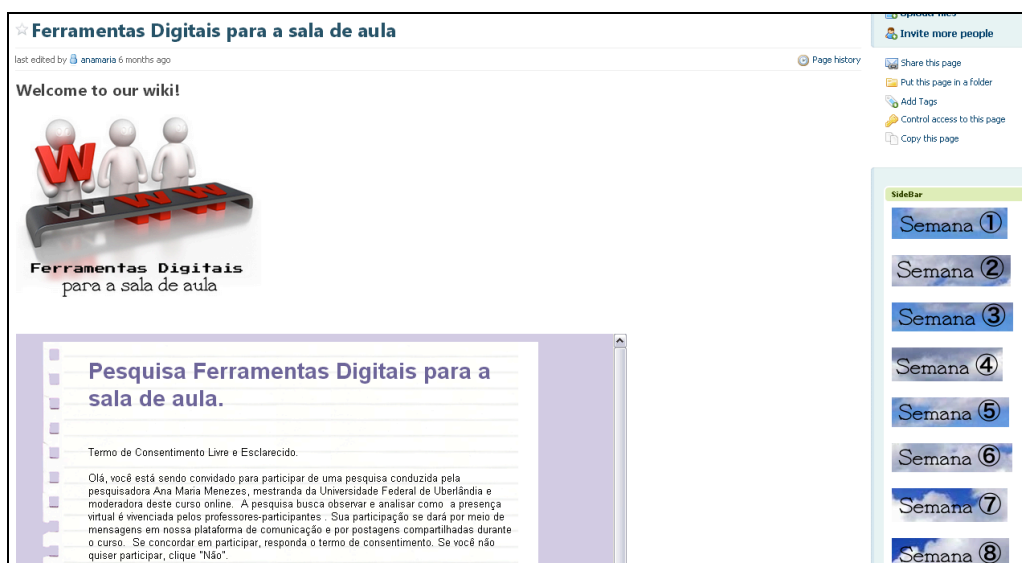 Ferramentas Digitais para a sala de aula
last edited by anamaria 6 months ago
Page history
Welcome to our wiki!
W
W W W
Ferramentas Digitais
para a sala de aula
Pesquisa Ferramentas Digitais para a
sala de aula.
Termo de Consentimento Livre e Esclarecido.
Olá, você está sendo convidado para participar de uma pesquisa conduzida pela
pesquisadora Ana Maria Menezes, mestranda da Universidade Federal de Uberlândia e
moderadora deste curso online. A pesquisa busca observar e analisar como a presença
virtual é vivenciada pelos professores-participantes . Sua participação se dará por meio de
mensagens em nossa plataforma de comunicação e por postagens compartilhadas durante
o curso. Se concordar em participar, responda o termo de consentimento. Se você não
quiser participar, clique "Não".
Upload files
Invite more people
Share this page
Put this page in a folder
Add Tags
Control access to this page
Copy this page
SideBar
Semana 1
Semana 2
Semana 3
Semana 4
Semana 5
Semana 6
Semana 7
Semana 8